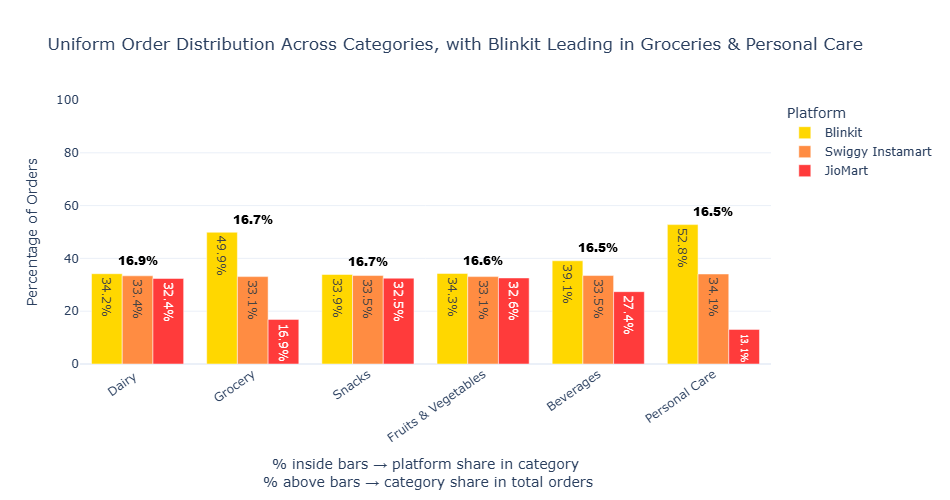 Uniform Order Distribution Across Categories, with Blinkit Leading in Groceries & Personal Care
Platform
Blinkit
Swiggy Instamart
JioMart
Percentage of Orders
100
80
60
40
20
0
16.9%
16.7%
16.7%
16.6%
16.5%
16.5%
34.2%
33.4%
32.4%
49.9%
33.1%
16.9%
33.9%
33.5%
32.5%
34.3%
33.1%
32.6%
39.1%
33.5%
27.4%
52.8%
34.1%
13.1%
Dairy
Grocery
Snacks
Fruits & Vegetables
Beverages
Personal Care
% inside bars → platform share in category
% above bars → category share in total orders